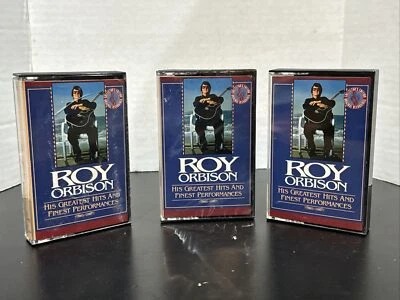 ROY
ORBISON
HIS GREATEST HITS AND
FINEST PERFORMANCES
ROY
ORBISON
HIS GREATEST HITS AND
FINEST PERFORMANCES
ROY
ORBISON
HIS GREATEST HITS AND
FINEST PERFORMANCES